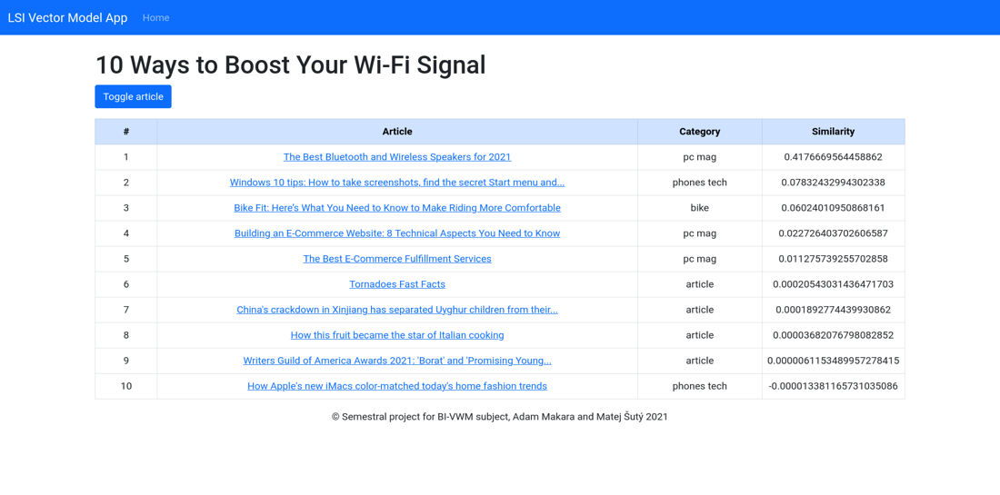 LSI Vector Model App Home
10 Ways to Boost Your Wi-Fi Signal
Toggle article
# Article Category Similarity
1 The Best Bluetooth and Wireless Speakers for 2021 pc mag 0.4176669564458862
2 Windows 10 tips: How to take screenshots, find the secret Start menu and... phones tech 0.07832432994302338
3 Bike Fit: Here's What You Need to Know to Make Riding More Comfortable bike 0.06024010950868161
4 Building an E-Commerce Website: 8 Technical Aspects You Need to Know pc mag 0.022726403702606587
5 The Best E-Commerce Fulfillment Services pc mag 0.011275739255702858
6 Tornadoes Fast Facts article 0.00020543031436471703
7 China's crackdown in Xinjiang has separated Uyghur children from their... article 0.0001892774439930862
8 How this fruit became the star of Italian cooking article 0.00003682076798082852
9 Writers Guild of America Awards 2021: 'Borat' and 'Promising Young... article 0.0000061153489957278415
10 How Apple's new iMacs color-matched today's home fashion trends phones tech -0.000013381165731035086
© Semestral project for BI-VWM subject, Adam Makara and Matej Šutý 2021